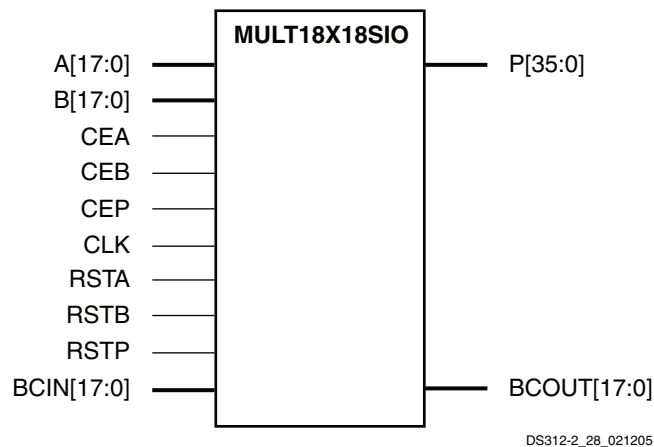 MULT18X18SIO
A[17:0]
B[17:0]
CEA
CEB
CEP
CLK
RSTA
RSTB
RSTP
BCIN[17:0]
P[35:0]
BCOUT[17:0]
DS312-2_28_021205